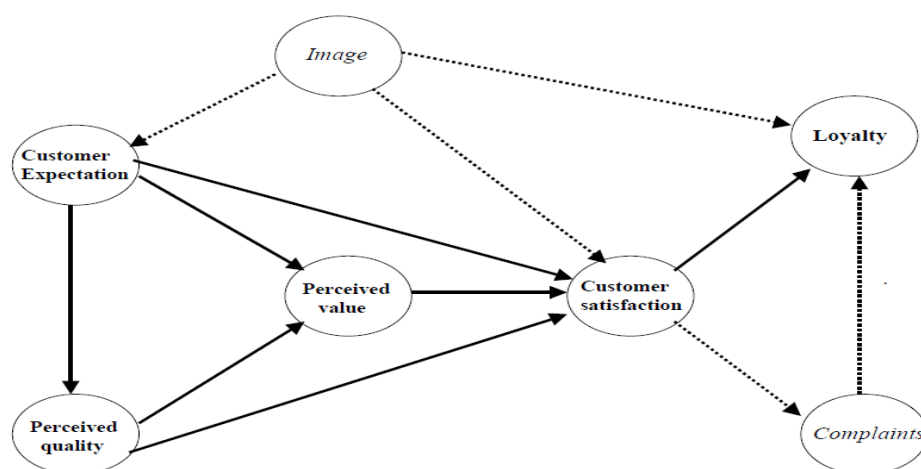 Image
Customer
Expectation
Loyalty
Perceived
value
Customer
satisfaction
Perceived
quality
Complaints